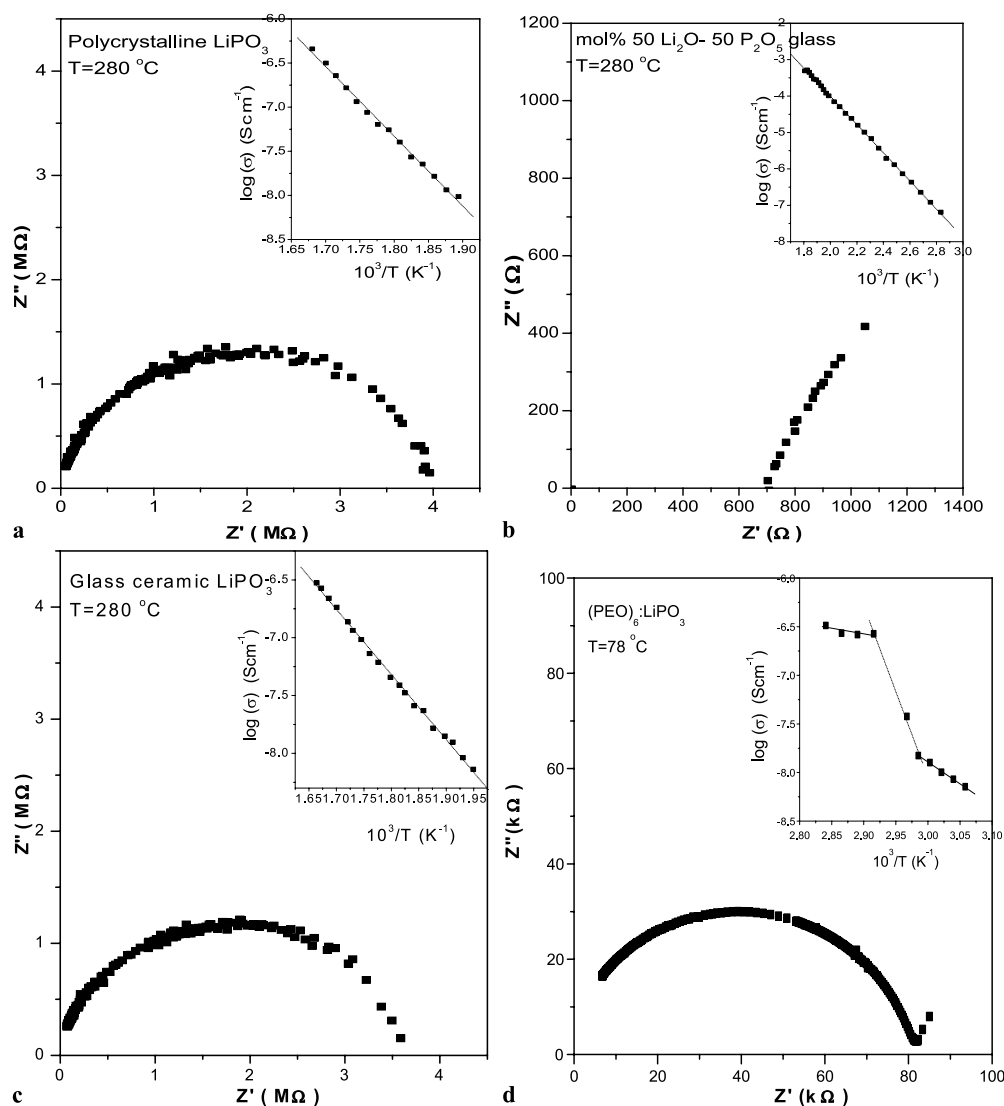 Polycrystalline LiPO3
T=280 °C
-6.0
-6.5
-7.0
-7.5
-8.0
-8.5
log (σ) (Scm⁻¹)
1.65 1.70 1.75 1.80 1.85 1.90
10³/T (K⁻¹)
4
3
2
1
0
Z'' (MΩ)
0 1 2 3 4
Z' ( MΩ)
a
mol% 50 Li2O- 50 P2O5 glass
T=280 °C
-3
-4
-5
-6
-7
-8
log (σ) (Scm⁻¹)
1,8 2,0 2,2 2,4 2,6 2,8 3,0
10³/T (K⁻¹)
1200
1000
800
600
400
200
0
Z'' (Ω)
0 200 400 600 800 1000 1200 1400
Z' (Ω)
b
Glass ceramic LiPO3
T=280 °C
-6.5
-7.0
-7.5
-8.0
log (σ) (Scm⁻¹)
1.65 1.70 1.75 1.80 1.85 1.90 1.95
10³/T (K⁻¹)
4
3
2
1
0
Z'' (MΩ)
0 1 2 3 4
Z' ( MΩ)
c
(PEO)6:LiPO3
T=78 °C
-6,0
-6,5
-7,0
-7,5
-8,0
-8,5
log (σ) (Scm⁻¹)
2,80 2,85 2,90 2,95 3,00 3,05 3,10
10³/T (K⁻¹)
100
90
80
70
60
50
40
30
20
10
0
Z'' (kΩ)
0 20 40 60 80 100
Z' (kΩ)
d